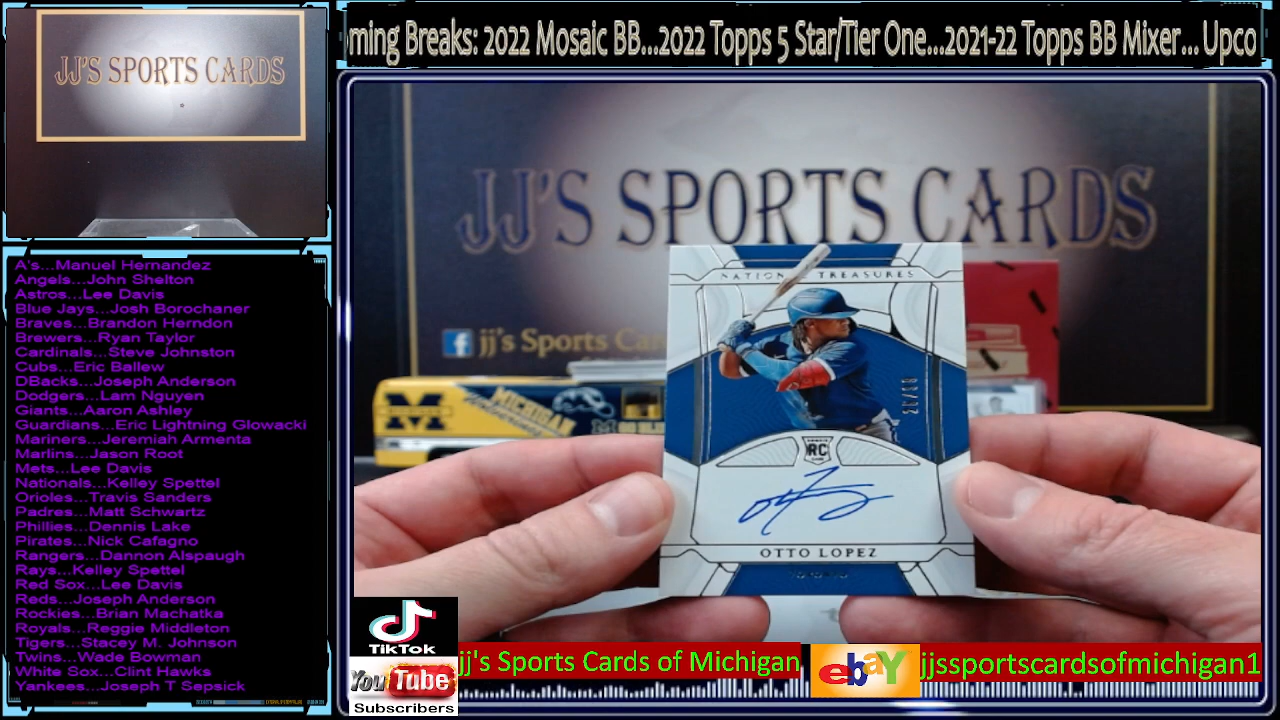 JJ'S SPORTS CARDS
ming Breaks: 2022 Mosaic BB...2022 Topps 5 Star/Tier One...2021-22 Topps BB Mixer... Upco
A's...Manuel Hernandez
Angels...John Shelton
Astros...Lee Davis
Blue Jays...Josh Borochaner
Braves...Brandon Herndon
Brewers...Ryan Taylor
Cardinals...Steve Johnston
Cubs...Eric Ballew
DBacks...Joseph Anderson
Dodgers...Lam Nguyen
Giants...Aaron Ashley
Guardians...Eric Lightning Glowacki
Mariners...Jeremiah Armenta
Marlins...Jason Root
Mets...Lee Davis
Nationals...Kelley Spettel
Orioles...Travis Sanders
Padres...Matt Schwartz
Phillies...Dennis Lake
Pirates...Nick Cafagno
Rangers...Dannon Alspaugh
Rays...Kelley Spettel
Red Sox...Lee Davis
Reds...Joseph Anderson
Rockies...Brian Machatka
Royals...Reggie Middleton
Tigers...Stacey M. Johnson
Twins...Wade Bowman
White Sox...Clint Hawks
Yankees...Joseph T Sepsick
JJ'S SPORTS CARDS
jj's Sports Ca
M MICHIGAN
GO BLUE
NATIONAL TREASURES
RC
OTTO LOPEZ
TORONTO
TikTok
YouTube
Subscribers
jj's Sports Cards of Michigan
ebaY
jjssportscardsofmichigan1